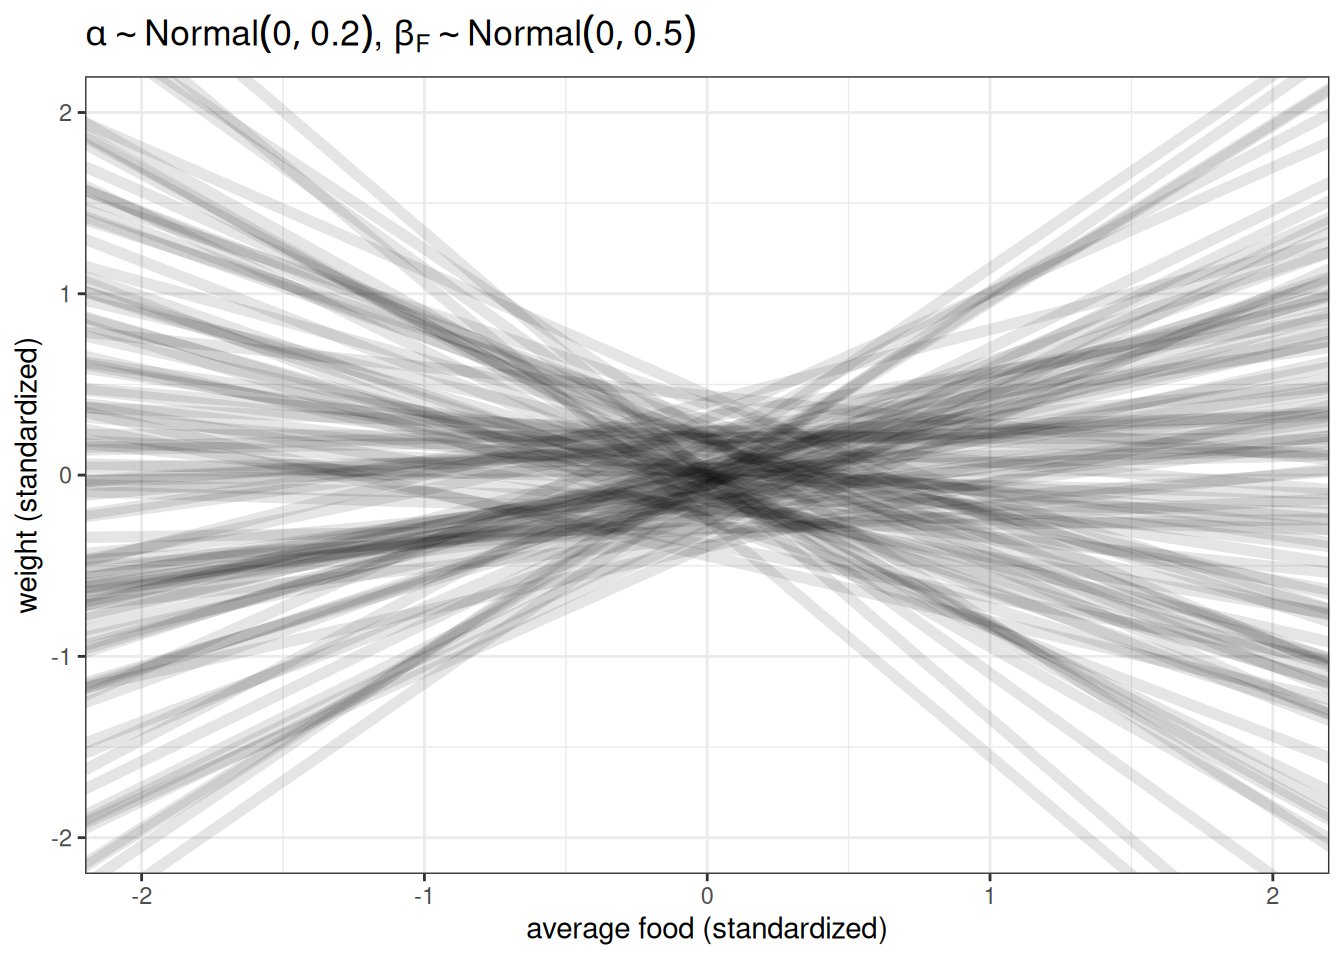 α ~ Normal(0, 0.2), βF ~ Normal(0, 0.5)
2
1
0
-1
-2
weight (standardized)
-2 -1 0 1 2
average food (standardized)